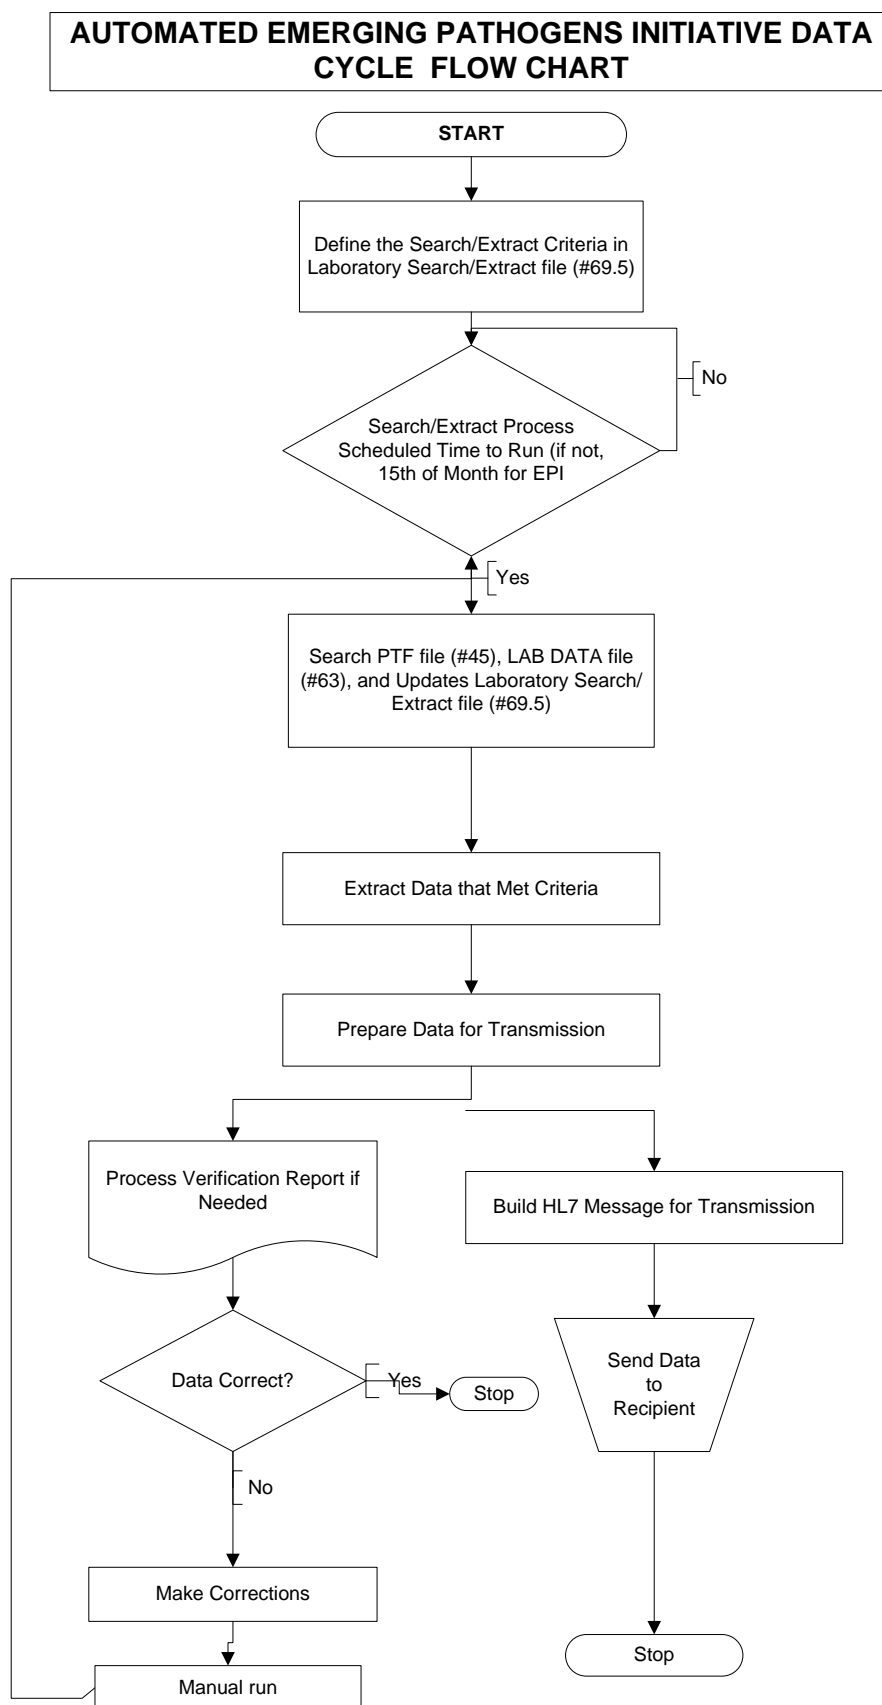 AUTOMATED EMERGING PATHOGENS INITIATIVE DATA
CYCLE FLOW CHART
START
Define the Search/Extract Criteria in
Laboratory Search/Extract file (#69.5)
No
Search/Extract Process
Scheduled Time to Run (if not,
15th of Month for EPI
Yes
Search PTF file (#45), LAB DATA file
(#63), and Updates Laboratory Search/
Extract file (#69.5)
Extract Data that Met Criteria
Prepare Data for Transmission
Process Verification Report if
Needed
Build HL7 Message for Transmission
Data Correct?
Yes
Stop
Send Data
to
Recipient
No
Make Corrections
Manual run
Stop